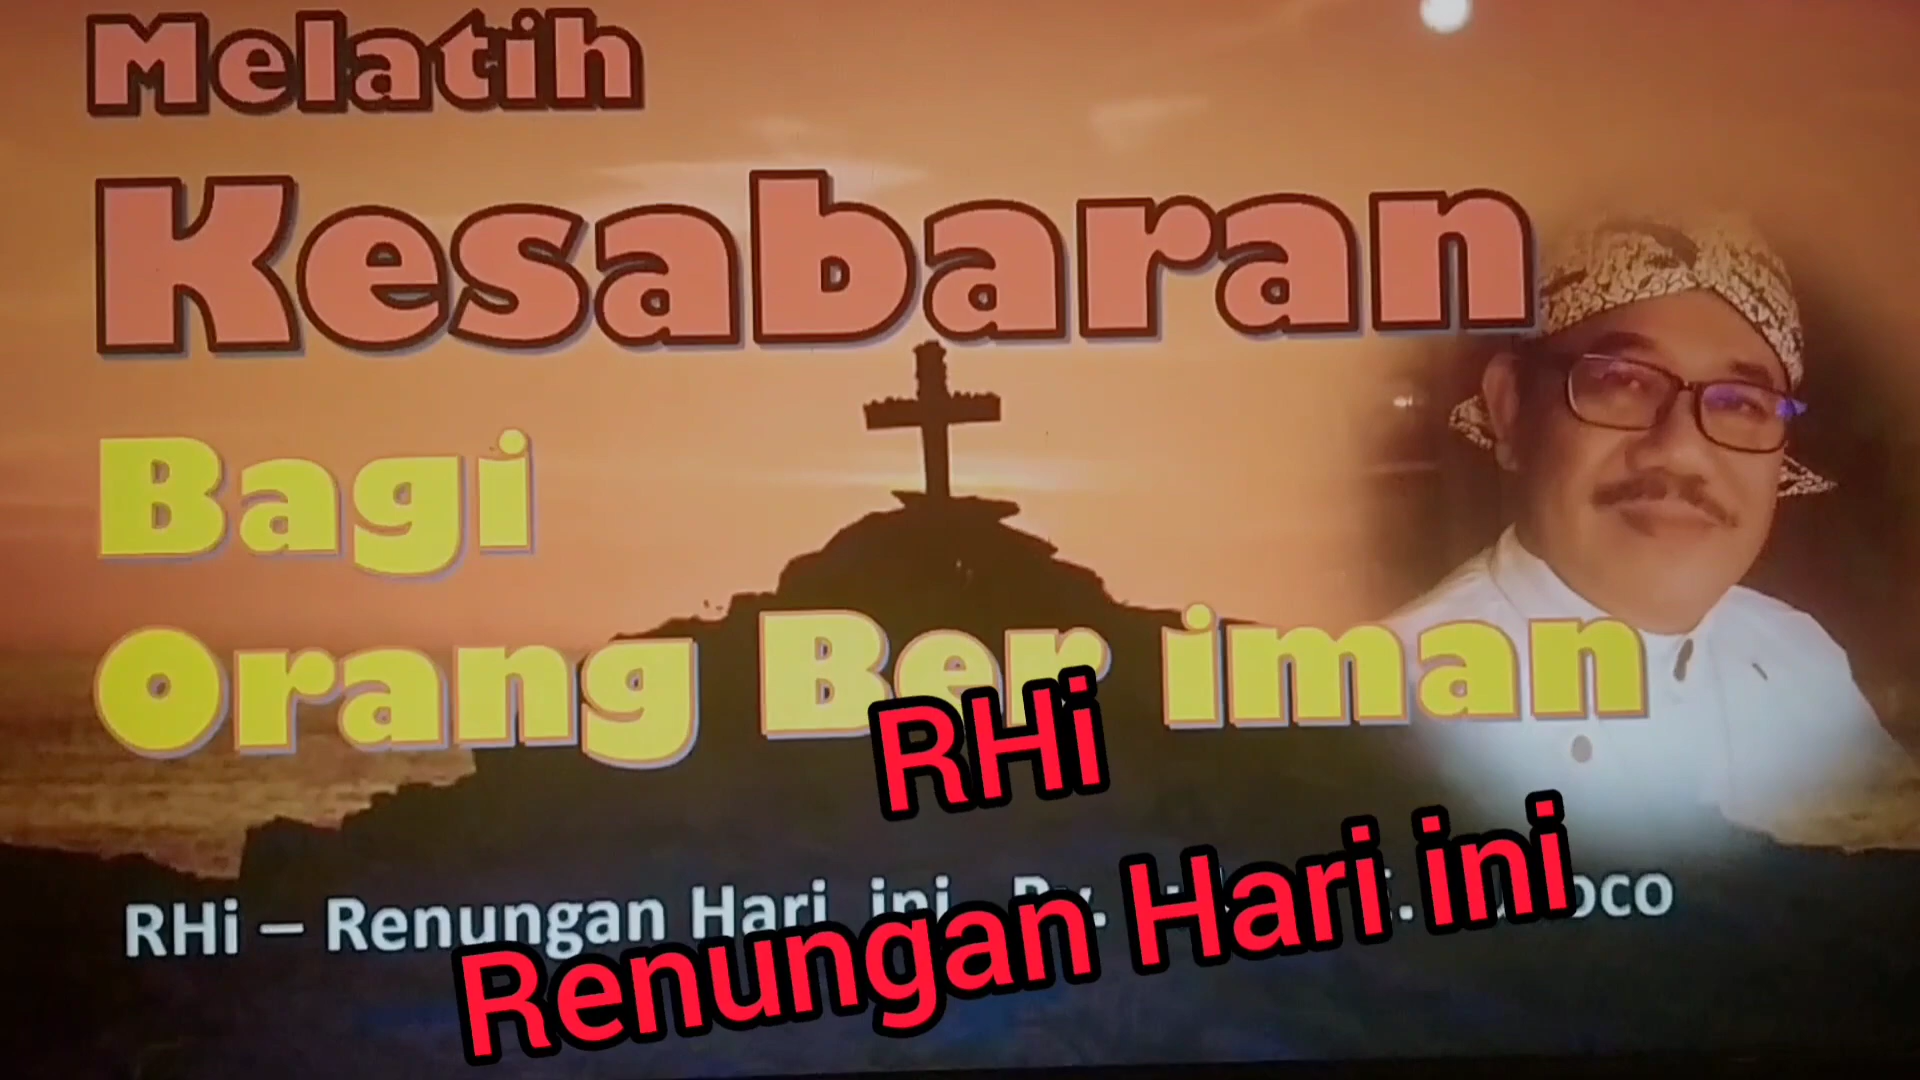 Melatih
Kesabaran
Bagi
Orang Ber iman
RHi
RHi – Renungan Hari ini
Renungan Hari ini